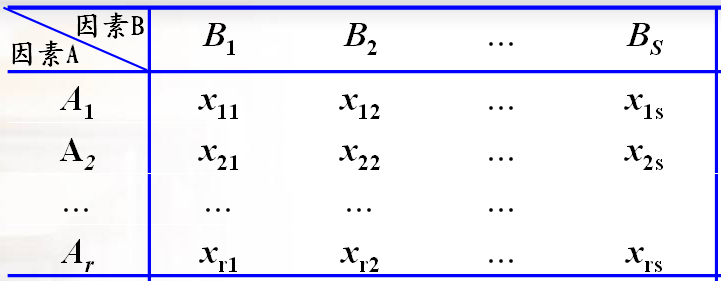 因素B
因素A
B₁ B₂ … B_S
A₁ x₁₁ x₁₂ … x₁ₛ
A₂ x₂₁ x₂₂ … x₂ₛ
… … … …
Aᵣ xᵣ₁ xᵣ₂ … xᵣₛ